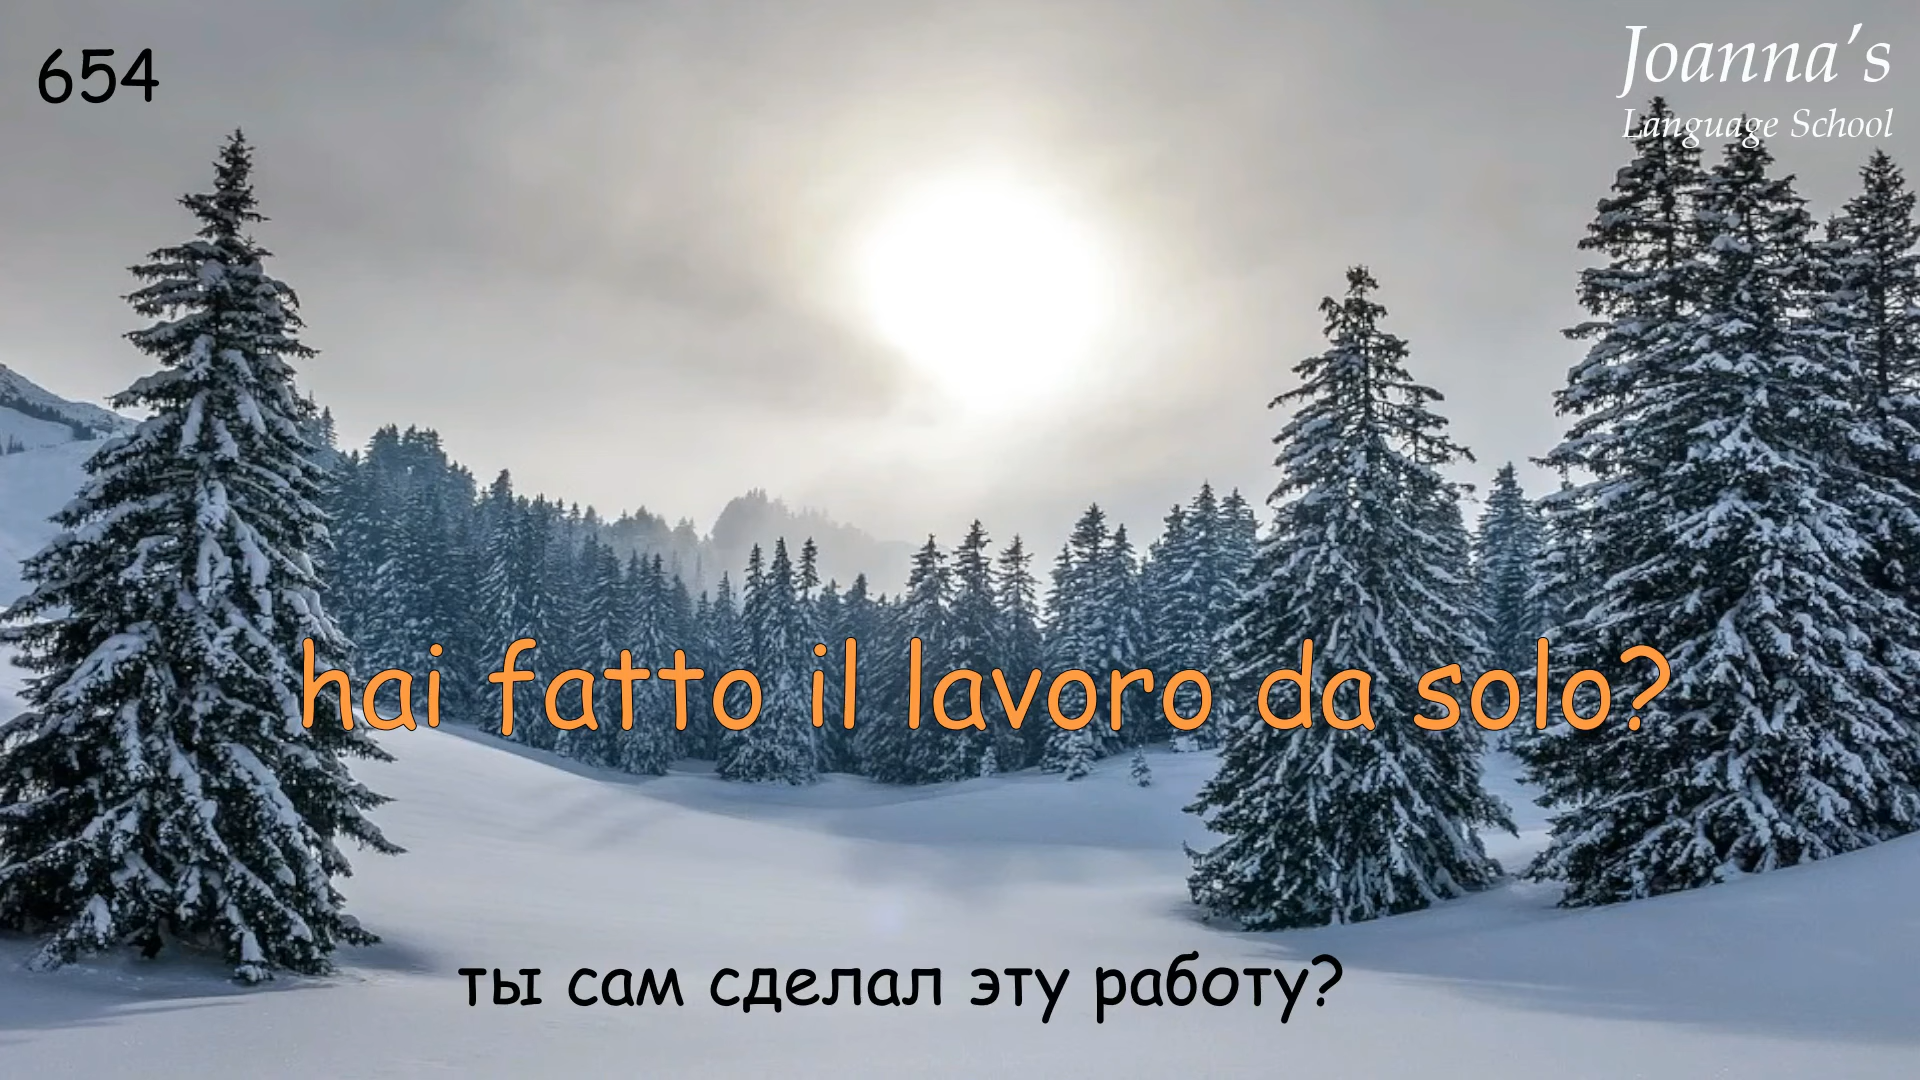 654
Joanna's
Language School
hai fatto il lavoro da solo?
ты сам сделал эту работу?